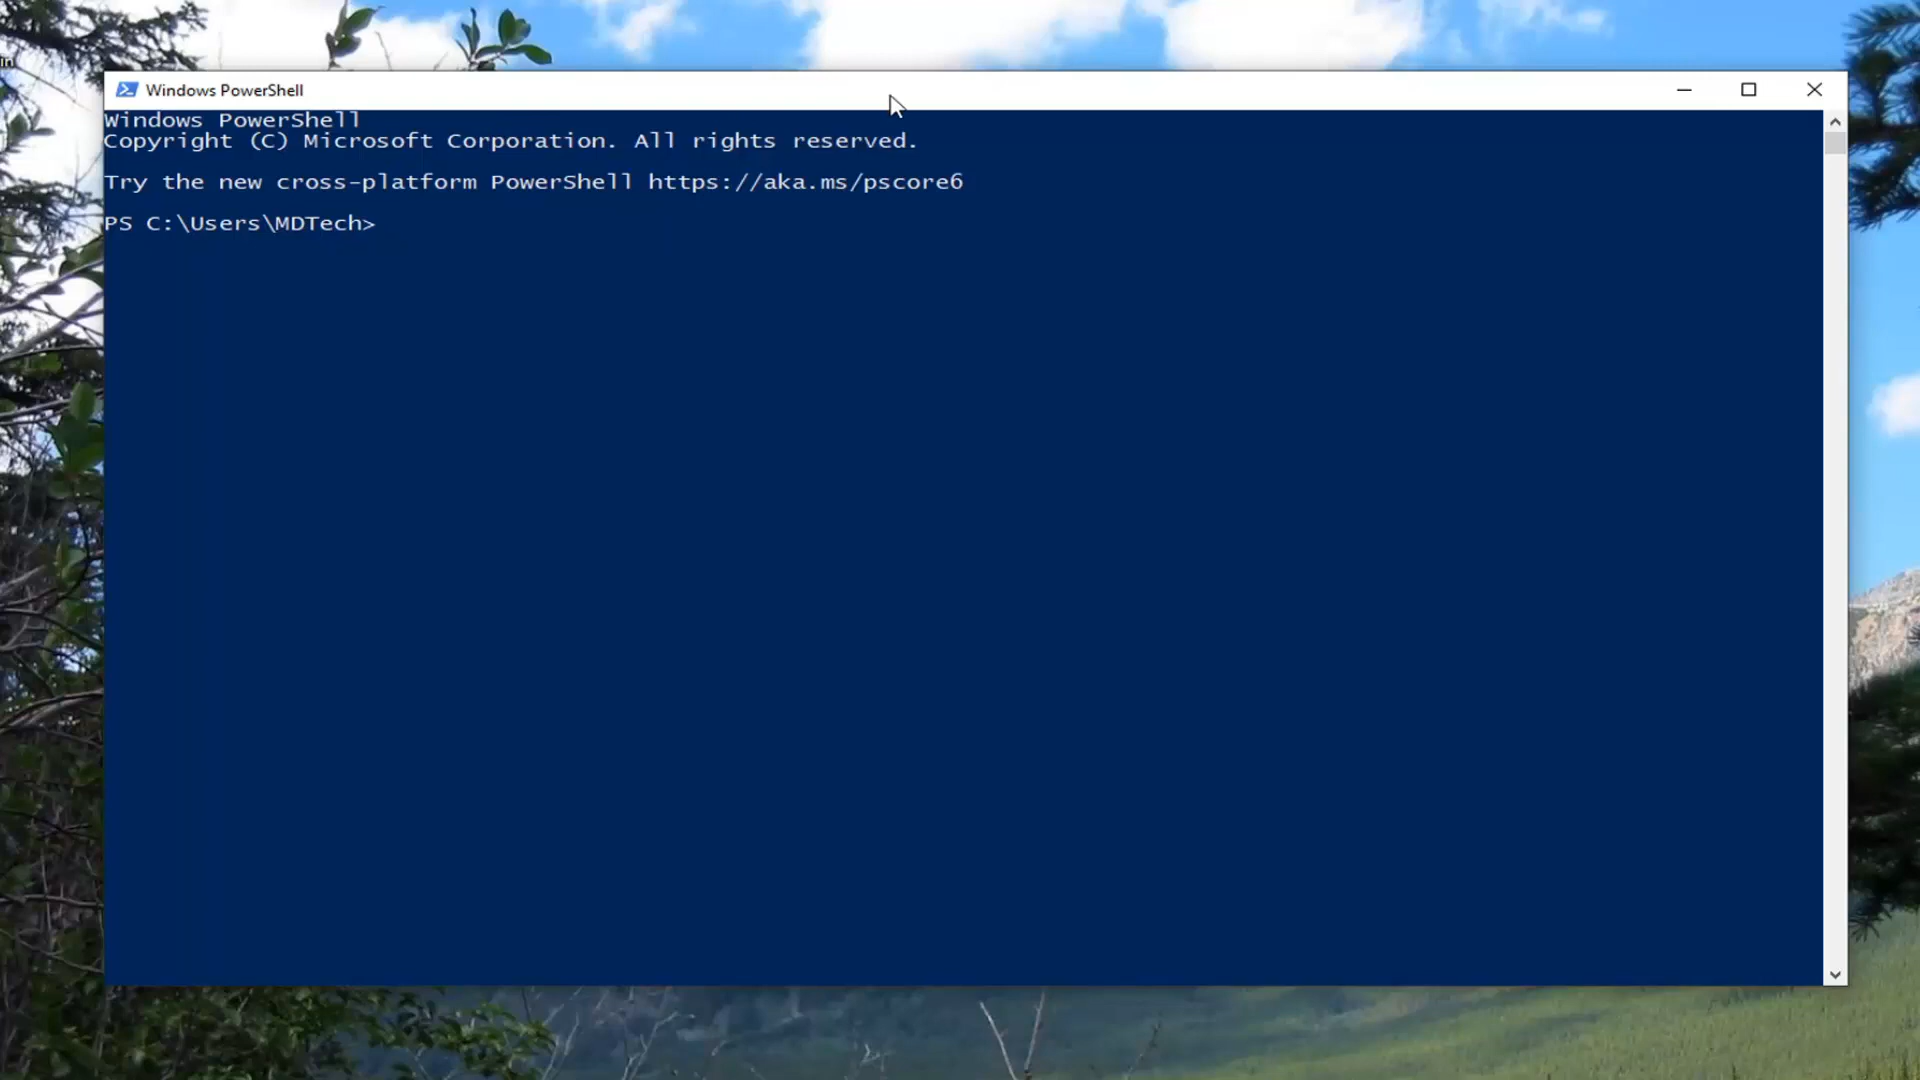 in
Windows PowerShell
Windows PowerShell
Copyright (C) Microsoft Corporation. All rights reserved.
Try the new cross-platform PowerShell https://aka.ms/pscore6
PS C:\Users\MDTech>